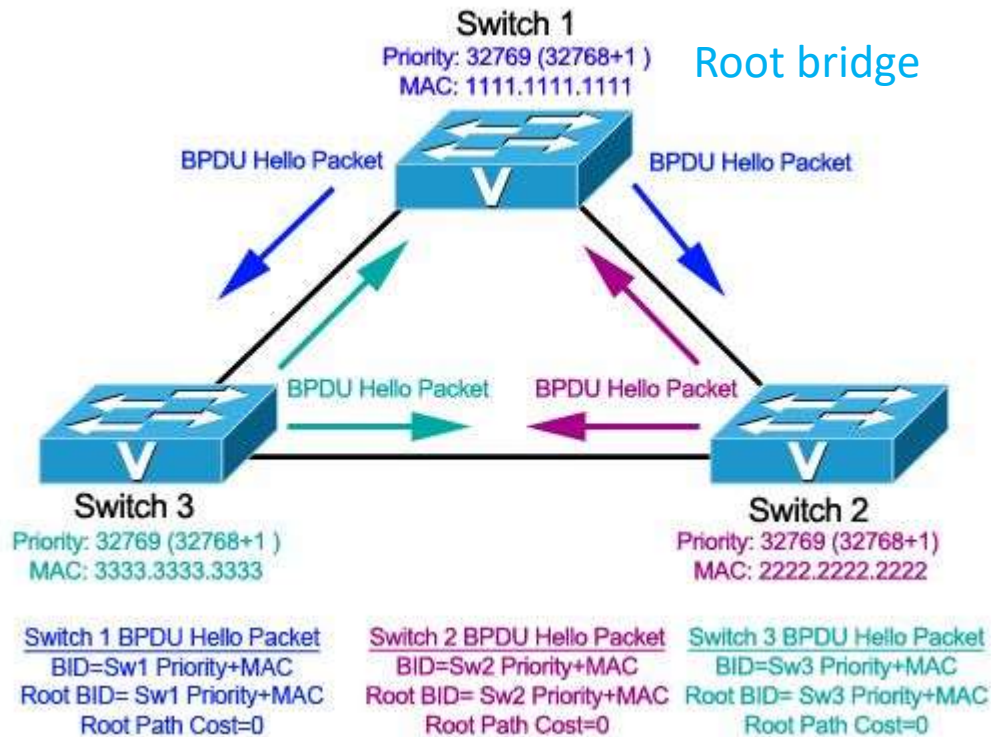 Switch 1
Priority: 32769 (32768+1 )
MAC: 1111.1111.1111
Root bridge
BPDU Hello Packet
BPDU Hello Packet
V
BPDU Hello Packet
BPDU Hello Packet
V
V
Switch 3
Priority: 32769 (32768+1 )
MAC: 3333.3333.3333
Switch 2
Priority: 32769 (32768+1)
MAC: 2222.2222.2222
Switch 1 BPDU Hello Packet
BID=Sw1 Priority+MAC
Root BID= Sw1 Priority+MAC
Root Path Cost=0
Switch 2 BPDU Hello Packet
BID=Sw2 Priority+MAC
Root BID= Sw2 Priority+MAC
Root Path Cost=0
Switch 3 BPDU Hello Packet
BID=Sw3 Priority+MAC
Root BID= Sw3 Priority+MAC
Root Path Cost=0